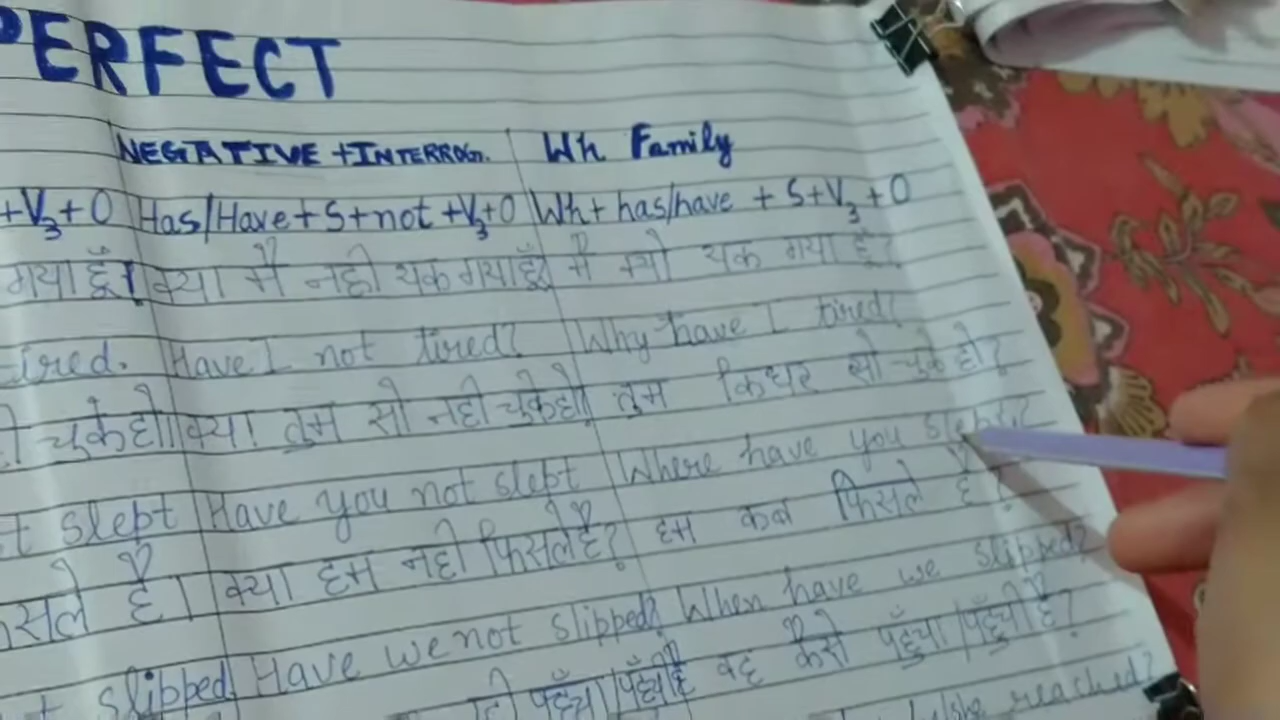 PERFECT
NEGATIVE + INTERROGN. Wh Family
+V3+O Has/Have + S + not + V3+O Wh + has/have + S+V3+O
गया हूँ। क्या मैं नही थक गया हूँ? मैं क्यो थक गया हूँ?
tired. Have I not tired? Why have I tired?
चुके हो। क्या तुम सो नही चुके हो? तुम किधर सो चुके हो?
slept Have you not slept Where have you slept?
है। क्या हम नही फिसले हैं? हम कब फिसले हैं?
slipped. Have we not slipped? When have we slipped?
पहुँचा/पहुँची है वह कैसे पहुँचा/पहुँची है?
reached?